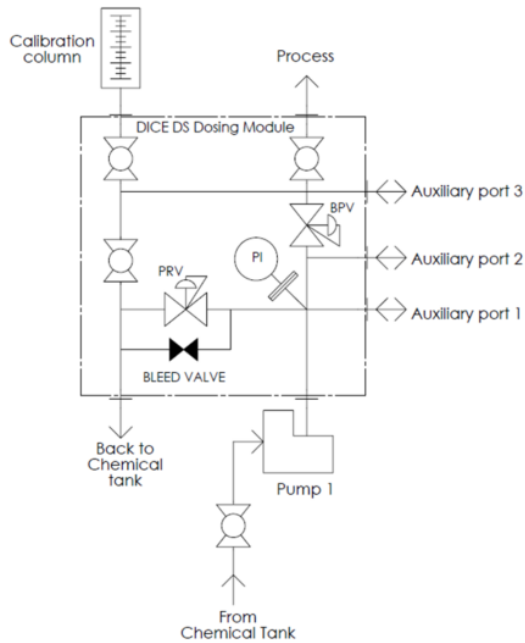 Calibration
column
Process
DICE DS Dosing Module
Auxiliary port 3
BPV
PI
Auxiliary port 2
PRV
Auxiliary port 1
BLEED VALVE
Back to
Chemical
tank
Pump 1
From
Chemical Tank